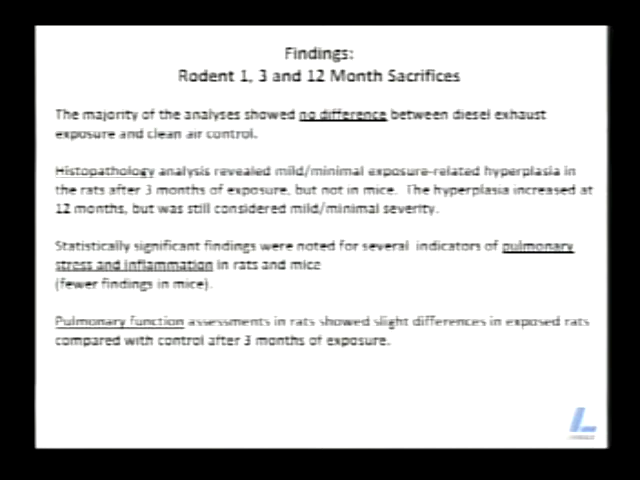 Findings:
Rodent 1, 3 and 12 Month Sacrifices
The majority of the analyses showed no difference between diesel exhaust
exposure and clean air control.
Histopathology analysis revealed mild/minimal exposure-related hyperplasia in
the rats after 3 months of exposure, but not in mice. The hyperplasia increased at
12 months, but was still considered mild/minimal severity.
Statistically significant findings were noted for several indicators of pulmonary
stress and inflammation in rats and mice
(fewer findings in mice).
Pulmonary function assessments in rats showed slight differences in exposed rats
compared with control after 3 months of exposure.